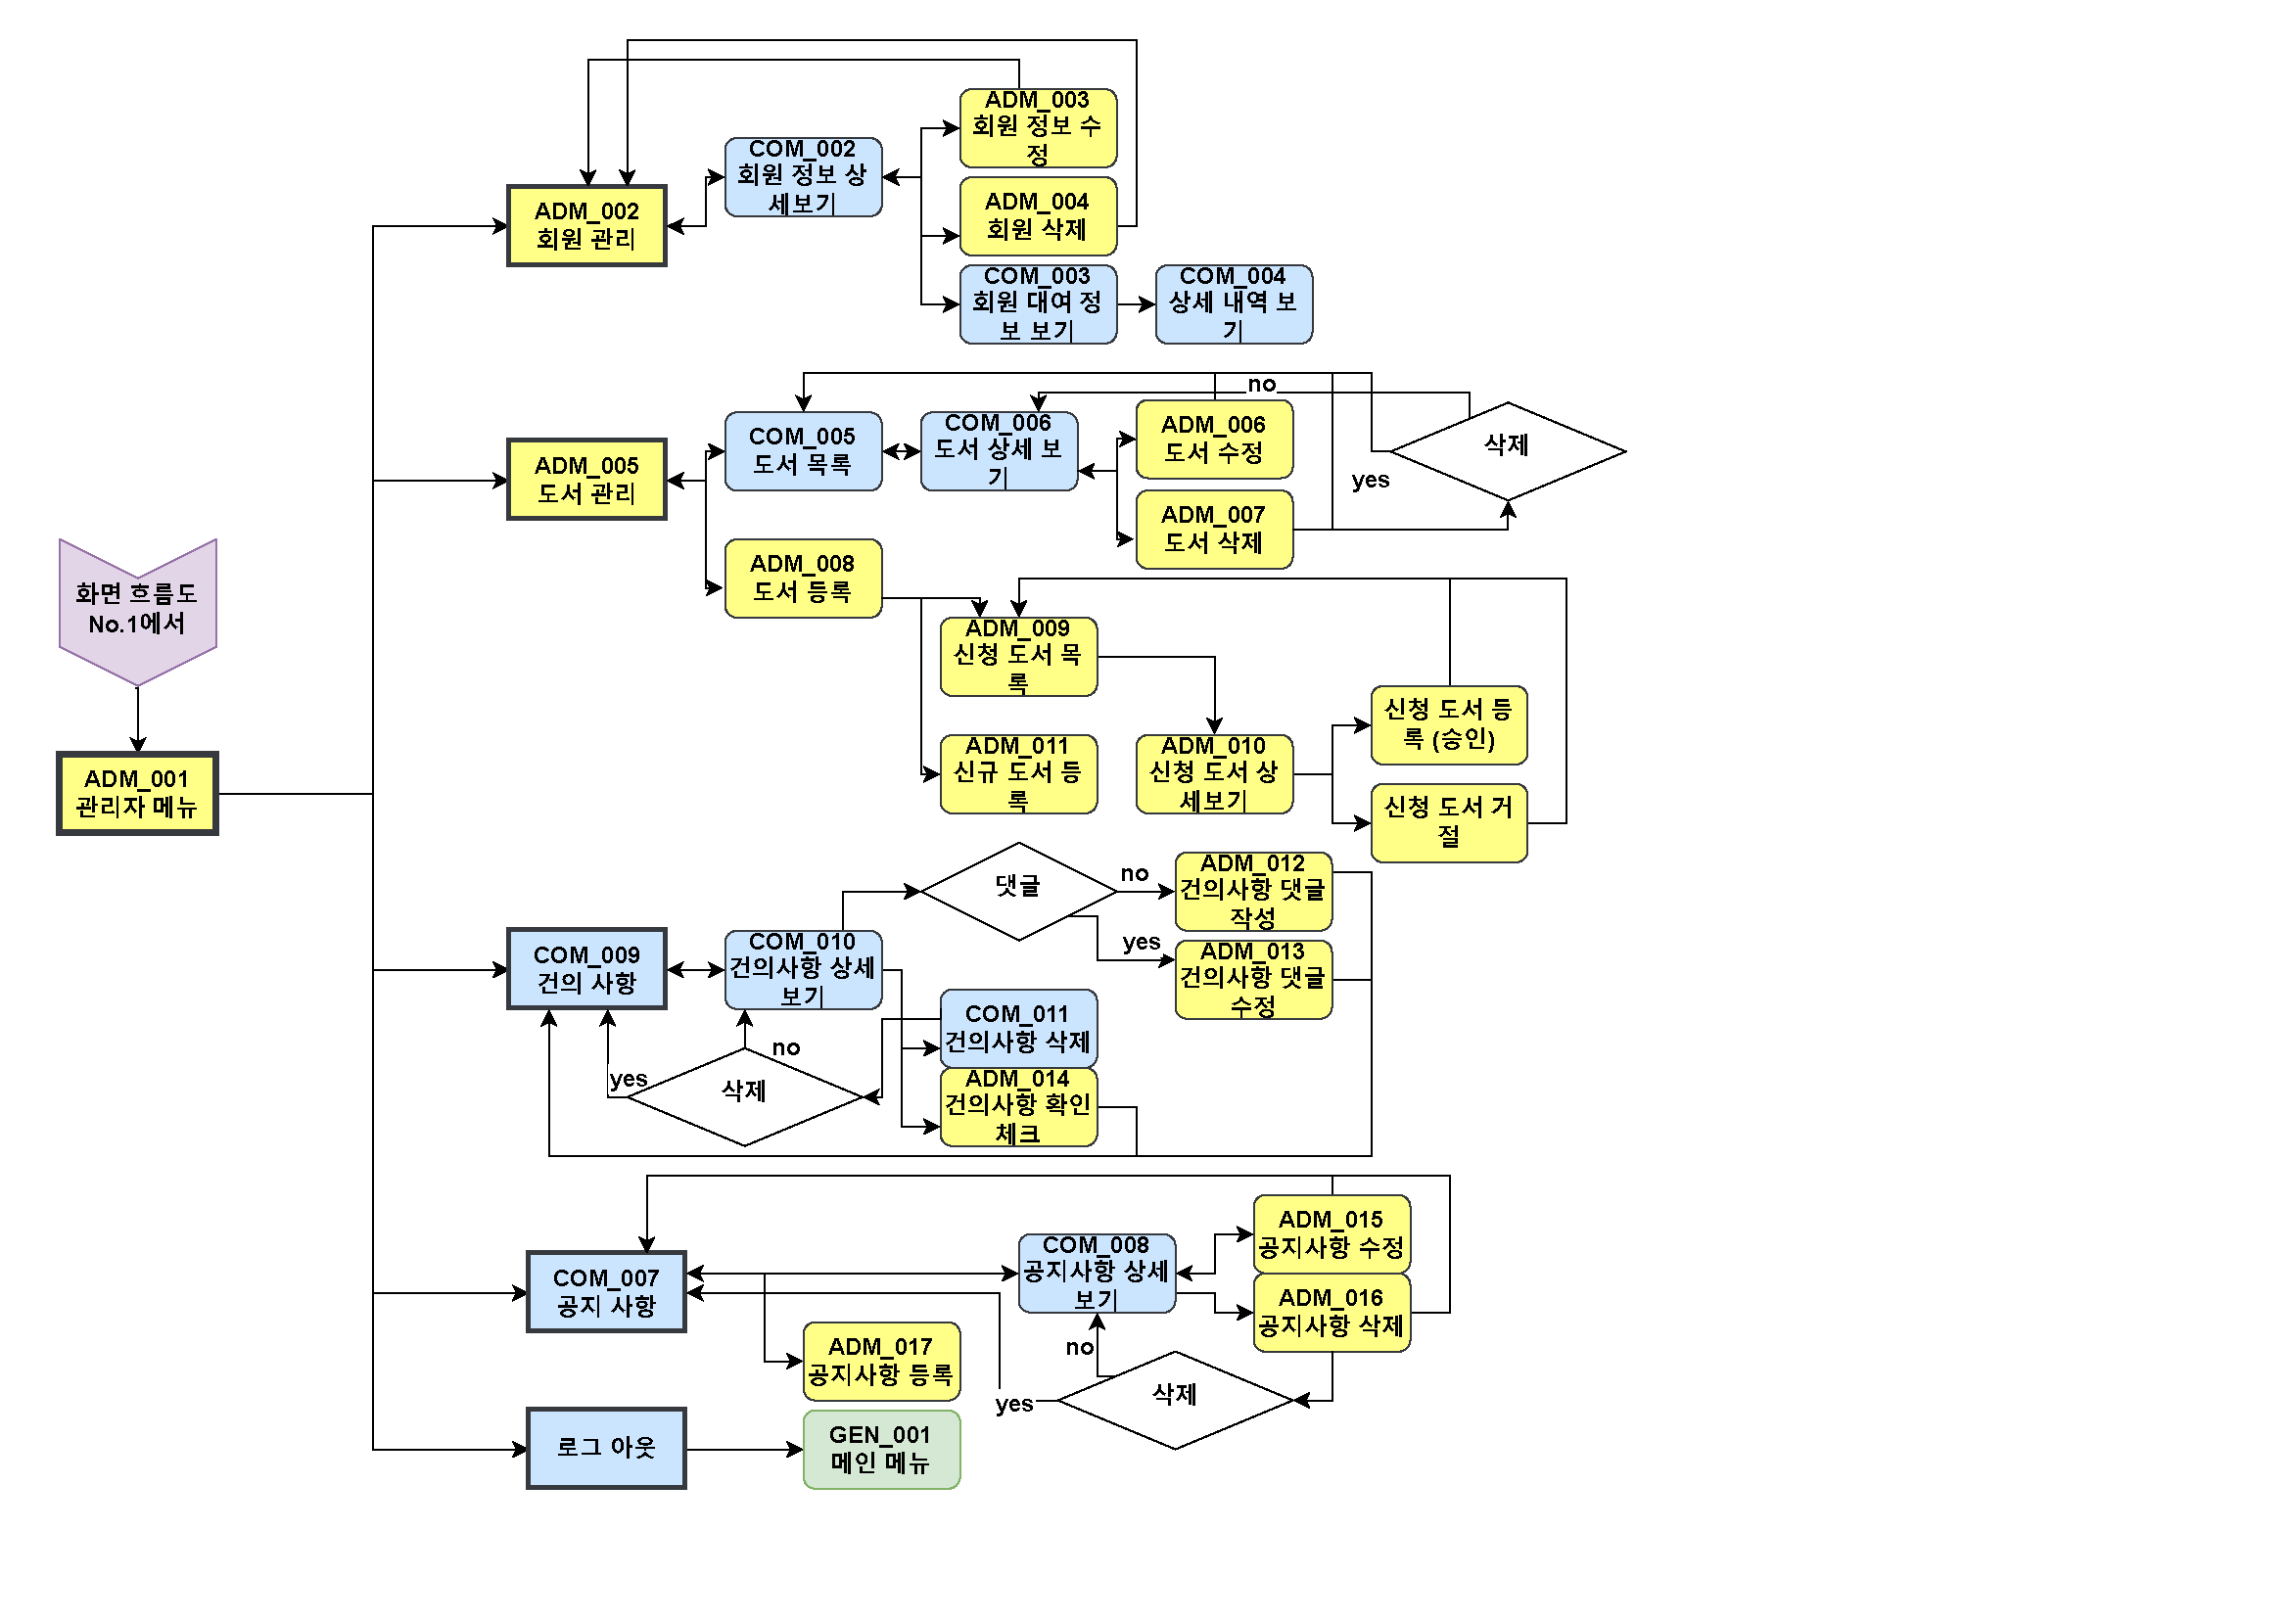 ADM_003
회원 정보 수
정
COM_002
회원 정보 상
세보기
ADM_004
회원 삭제
ADM_002
회원 관리
COM_003
회원 대여 정
보 보기
COM_004
상세 내역 보
기
no
COM_005
도서 목록
COM_006
도서 상세 보
기
ADM_006
도서 수정
삭제
yes
ADM_005
도서 관리
ADM_007
도서 삭제
ADM_008
도서 등록
화면 흐름도
No.1에서
ADM_009
신청 도서 목
록
신청 도서 등
록 (승인)
ADM_001
관리자 메뉴
ADM_011
신규 도서 등
록
ADM_010
신청 도서 상
세보기
신청 도서 거
절
댓글
no
ADM_012
건의사항 댓글
작성
yes
ADM_013
건의사항 댓글
수정
COM_009
건의 사항
COM_010
건의사항 상세
보기
COM_011
건의사항 삭제
no
yes
삭제
ADM_014
건의사항 확인
체크
ADM_015
공지사항 수정
COM_008
공지사항 상세
보기
COM_007
공지 사항
ADM_016
공지사항 삭제
ADM_017
공지사항 등록
no
yes
삭제
로그 아웃
GEN_001
메인 메뉴